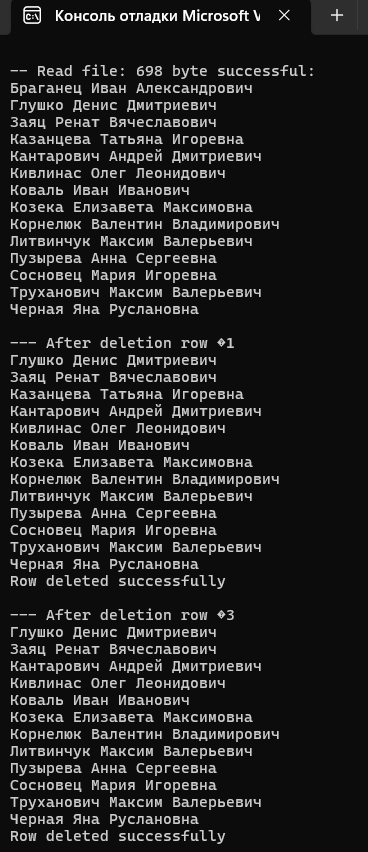 Консоль отладки Microsoft V
-- Read file: 698 byte successful:
Браганец Иван Александрович
Глушко Денис Дмитриевич
Заяц Ренат Вячеславович
Казанцева Татьяна Игоревна
Кантарович Андрей Дмитриевич
Кивлинас Олег Леонидович
Коваль Иван Иванович
Козека Елизавета Максимовна
Корнелюк Валентин Владимирович
Литвинчук Максим Валерьевич
Пузырева Анна Сергеевна
Сосновец Мария Игоревна
Труханович Максим Валерьевич
Черная Яна Руслановна
--- After deletion row �1
Глушко Денис Дмитриевич
Заяц Ренат Вячеславович
Казанцева Татьяна Игоревна
Кантарович Андрей Дмитриевич
Кивлинас Олег Леонидович
Коваль Иван Иванович
Козека Елизавета Максимовна
Корнелюк Валентин Владимирович
Литвинчук Максим Валерьевич
Пузырева Анна Сергеевна
Сосновец Мария Игоревна
Труханович Максим Валерьевич
Черная Яна Руслановна
Row deleted successfully
--- After deletion row �3
Глушко Денис Дмитриевич
Заяц Ренат Вячеславович
Кантарович Андрей Дмитриевич
Кивлинас Олег Леонидович
Коваль Иван Иванович
Козека Елизавета Максимовна
Корнелюк Валентин Владимирович
Литвинчук Максим Валерьевич
Пузырева Анна Сергеевна
Сосновец Мария Игоревна
Труханович Максим Валерьевич
Черная Яна Руслановна
Row deleted successfully